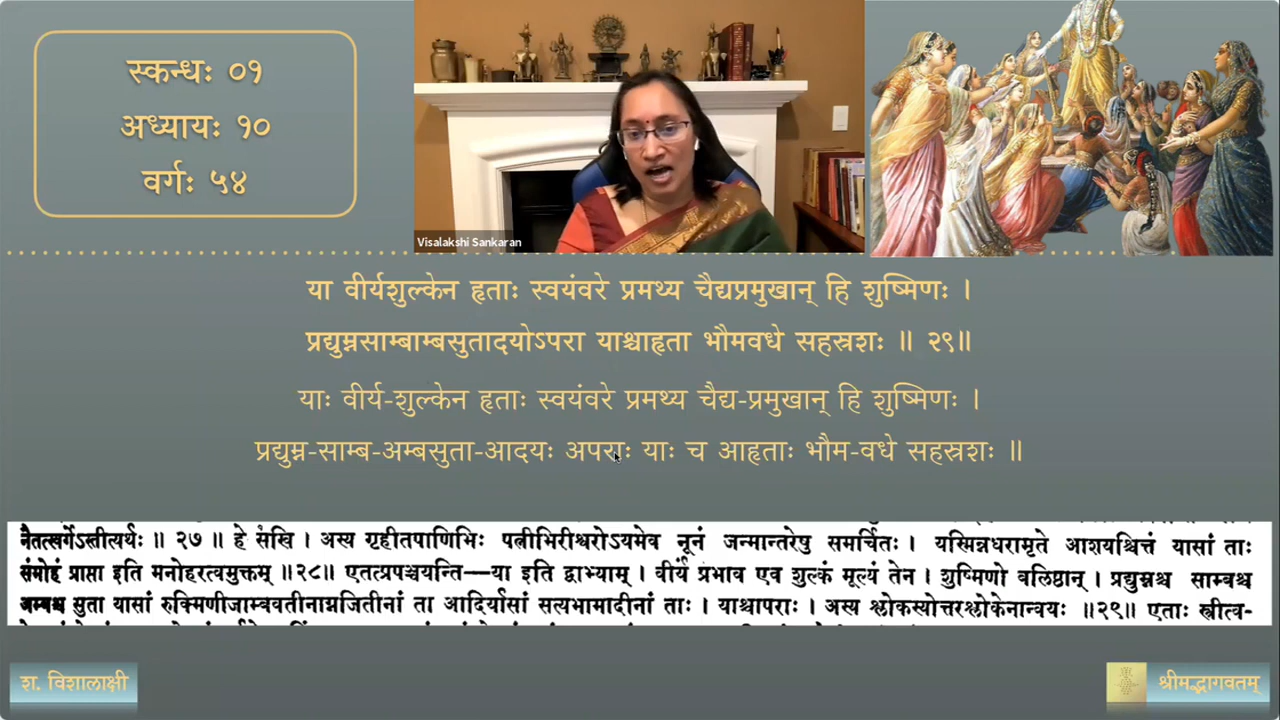 स्कन्धः ०१
अध्यायः १०
वर्गः ५४
Visalakshi Sankaran
या वीर्यशुल्केन हृताः स्वयंवरे प्रमथ्य चैद्यप्रमुखान् हि शुष्मिणः ।
प्रद्युम्नसाम्बाम्बसुतादयोऽपरा याश्चाहृता भौमवधे सहस्रशः ॥ २९॥
याः वीर्य-शुल्केन हृताः स्वयंवरे प्रमथ्य चैद्य-प्रमुखान् हि शुष्मिणः ।
प्रद्युम्न-साम्ब-अम्बसुता-आदयः अपराः याः च आहृताः भौम-वधे सहस्रशः ॥
नैतत्स्वर्गेऽस्तीत्यर्थः ॥ २७ ॥ हे संखि । अस्य गृहीतपाणिभिः पत्नीभिरीश्वरोऽयमेव नूनं जन्मान्तरेषु समर्चितः । यस्मिन्नधरामृते आशयश्चित्तं यासां ताः
संमोहं प्राप्ता इति मनोहरत्वमुक्तम् ॥२८॥ एतत्प्रपञ्चयन्ति—या इति द्वाभ्याम् । वीर्यं प्रभाव एव शुल्कं मूल्यं तेन । शुष्मिणो बलिष्ठान् । प्रद्युम्नश्च साम्बश्च
अम्बश्च सुता यासां रुक्मिणीजाम्बवतीनाग्नजितीनां ता आदिर्यासां सत्यभामादीनां ताः । याश्चापराः । अस्य श्लोकस्योत्तरश्लोकेनान्वयः ॥२९॥ एताः स्त्रीत्व-
श. विशालाक्षी
श्रीमद्भागवतम्